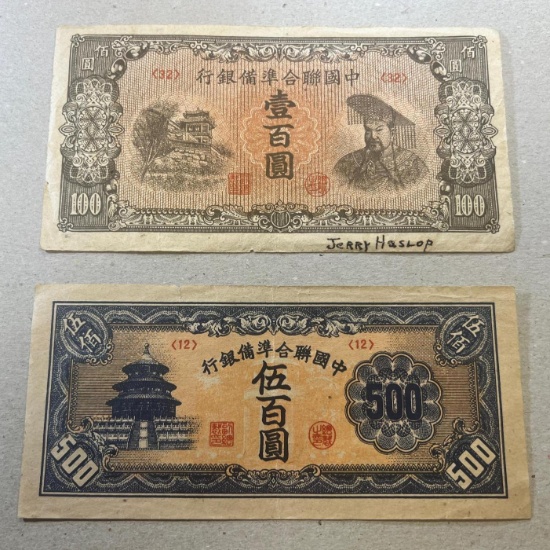 佰圓
佰圓
行銀備準合聯國中
〈32〉
〈32〉
壹百圓
100
100
Jerry Haslop
伍佰
伍佰
〈12〉
〈12〉
行銀備準合聯國中
伍百圓
500
500
500